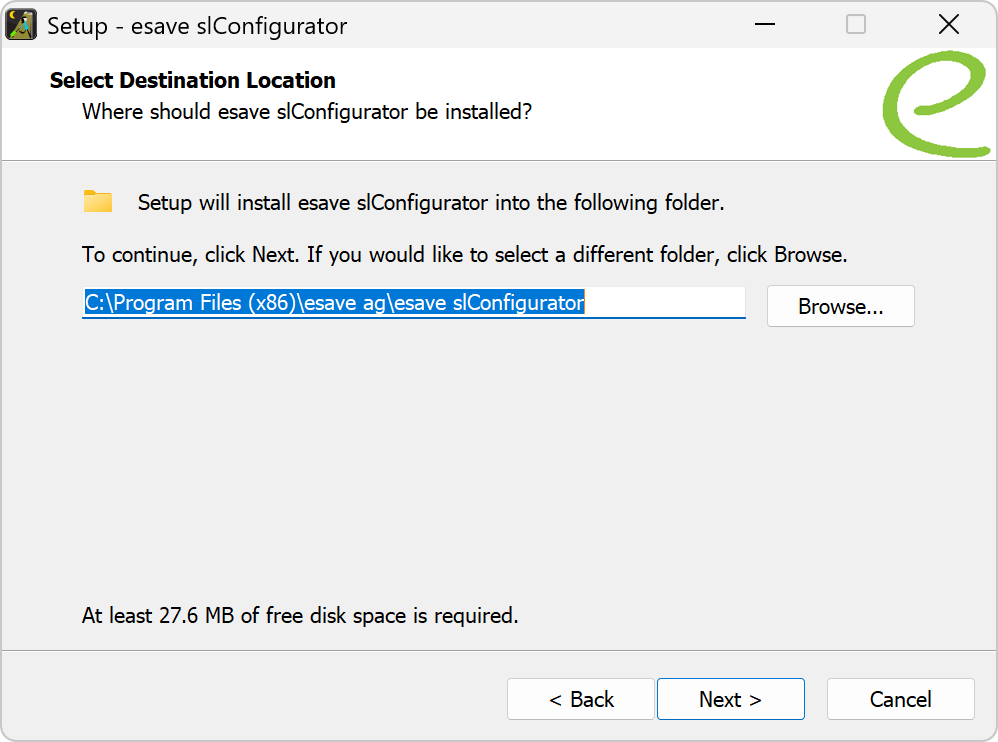 Setup - esave slConfigurator
Select Destination Location
Where should esave slConfigurator be installed?
Setup will install esave slConfigurator into the following folder.
To continue, click Next. If you would like to select a different folder, click Browse.
C:\Program Files (x86)\esave ag\esave slConfigurator
Browse...
At least 27.6 MB of free disk space is required.
< Back
Next >
Cancel